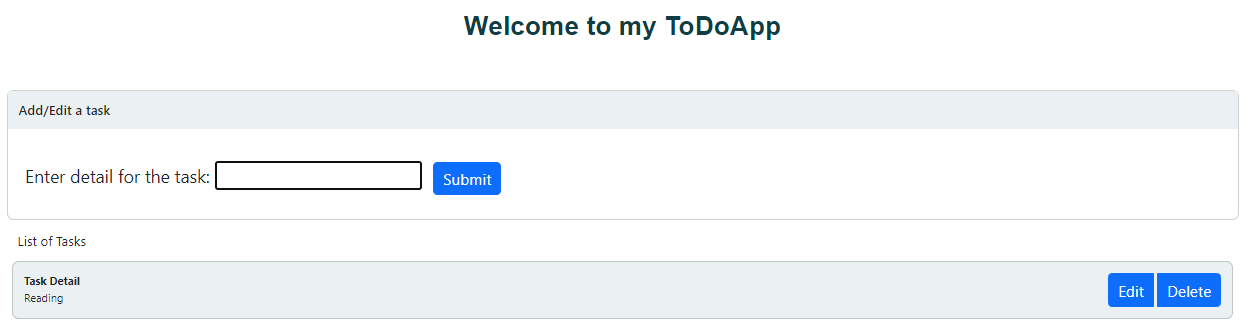 Welcome to my ToDoApp
Add/Edit a task
Enter detail for the task: Submit
List of Tasks
Task Detail
Reading
Edit Delete